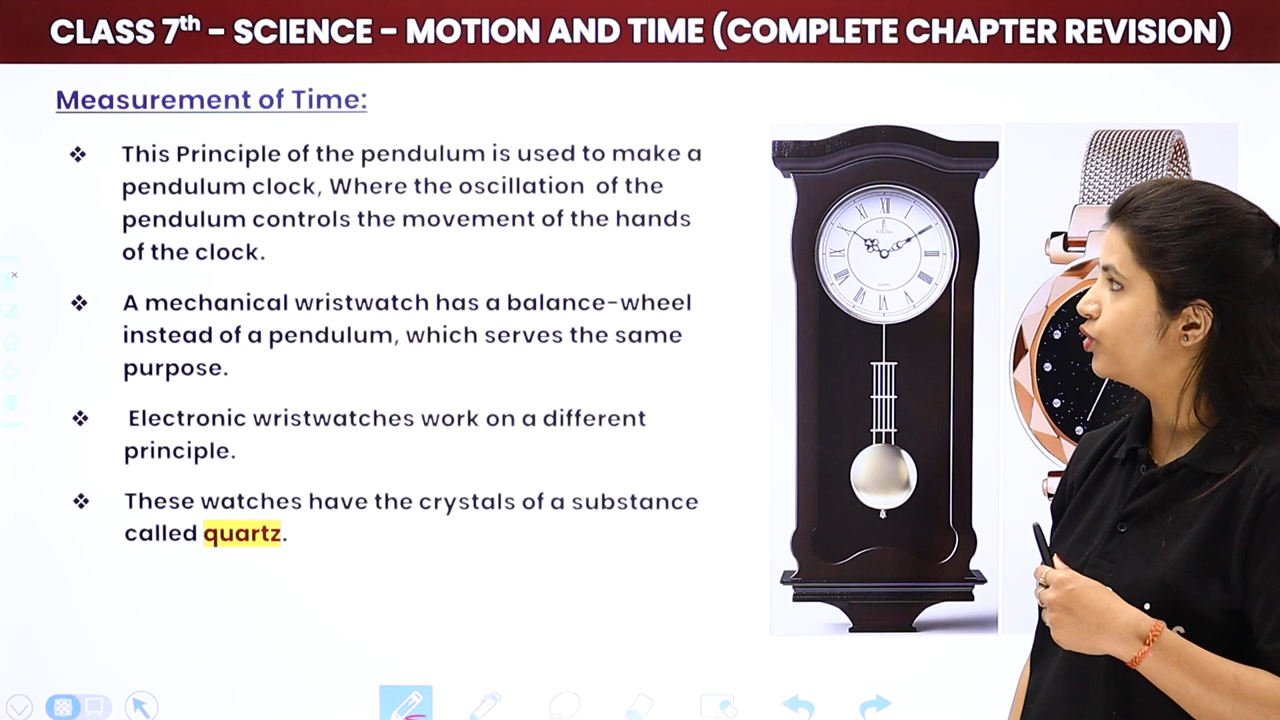 CLASS 7th – SCIENCE – MOTION AND TIME (COMPLETE CHAPTER REVISION)
Measurement of Time:
❖ This Principle of the pendulum is used to make a
pendulum clock, Where the oscillation of the
pendulum controls the movement of the hands
of the clock.
❖ A mechanical wristwatch has a balance-wheel
instead of a pendulum, which serves the same
purpose.
❖ Electronic wristwatches work on a different
principle.
❖ These watches have the crystals of a substance
called quartz.